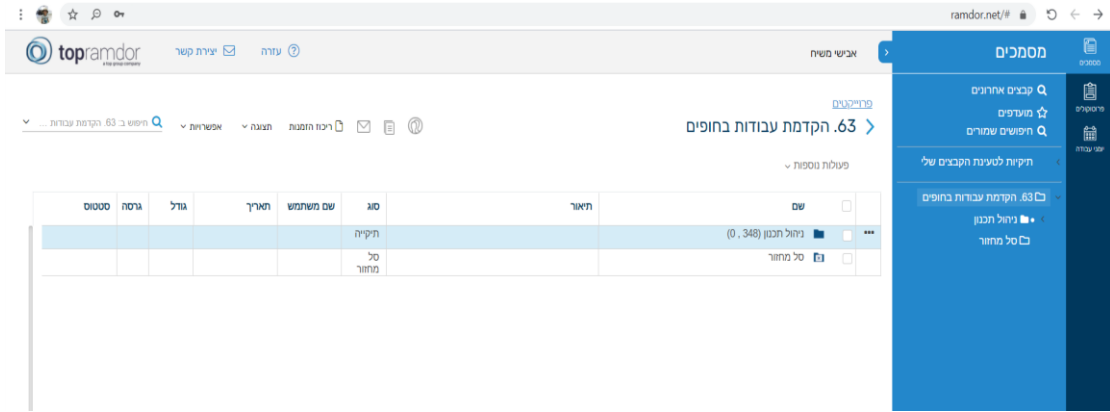 ramdor.net/#
מסמכים
פרוטוקולים
יומני עבודה
מסמכים
קבצים אחרונים
מועדפים
חיפושים שמורים
תיקיות לטעינת הקבצים שלי
63. הקדמת עבודות בחופים
ניהול תכנון
סל מחזור
אבישי משיח
עזרה
יצירת קשר
topramdor
פרוייקטים
63. הקדמת עבודות בחופים
ריכוז הזמנות תצוגה אפשרויות חיפוש ב: 63. הקדמת עבודות ...
פעולות נוספות
שם תיאור סוג שם משתמש תאריך גודל גרסה סטטוס
ניהול תכנון (348 , 0) תיקייה
סל מחזור סל מחזור